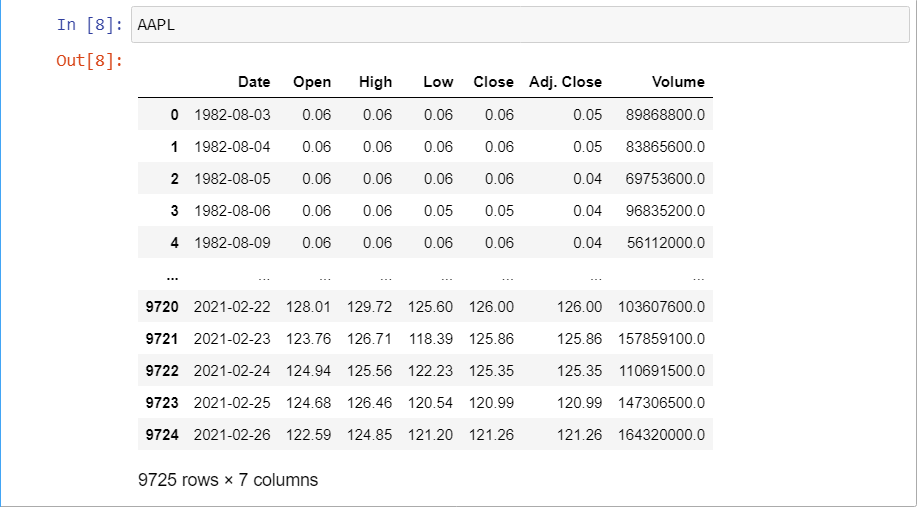 In [8]: AAPL
Out[8]:
Date Open High Low Close Adj. Close Volume
0 1982-08-03 0.06 0.06 0.06 0.06 0.05 89868800.0
1 1982-08-04 0.06 0.06 0.06 0.06 0.05 83865600.0
2 1982-08-05 0.06 0.06 0.06 0.06 0.04 69753600.0
3 1982-08-06 0.06 0.06 0.05 0.05 0.04 96835200.0
4 1982-08-09 0.06 0.06 0.06 0.06 0.04 56112000.0
... ... ... ... ... ... ... ...
9720 2021-02-22 128.01 129.72 125.60 126.00 126.00 103607600.0
9721 2021-02-23 123.76 126.71 118.39 125.86 125.86 157859100.0
9722 2021-02-24 124.94 125.56 122.23 125.35 125.35 110691500.0
9723 2021-02-25 124.68 126.46 120.54 120.99 120.99 147306500.0
9724 2021-02-26 122.59 124.85 121.20 121.26 121.26 164320000.0
9725 rows × 7 columns